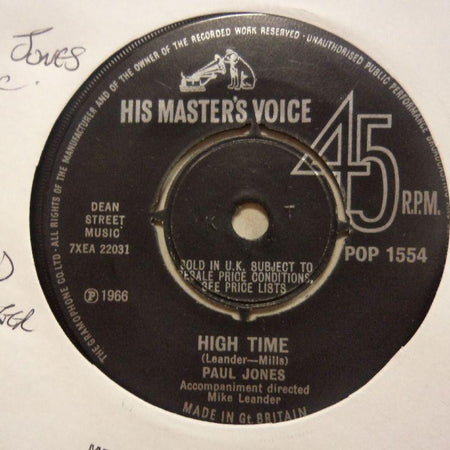 JONES
THE GRAMOPHONE CO. LTD · ALL RIGHTS OF THE MANUFACTURER AND OF THE OWNER OF THE RECORDED WORK RESERVED · UNAUTHORISED PUBLIC PERFORMANCE
HIS MASTER'S VOICE
45
R.P.M.
DEAN
STREET
MUSIC
7XEA 22031
POP 1554
K T
SOLD IN U.K. SUBJECT TO
RESALE PRICE CONDITIONS,
SEE PRICE LISTS
Ⓟ 1966
HIGH TIME
(Leander—Mills)
PAUL JONES
Accompaniment directed
Mike Leander
MADE IN Gt. BRITAIN